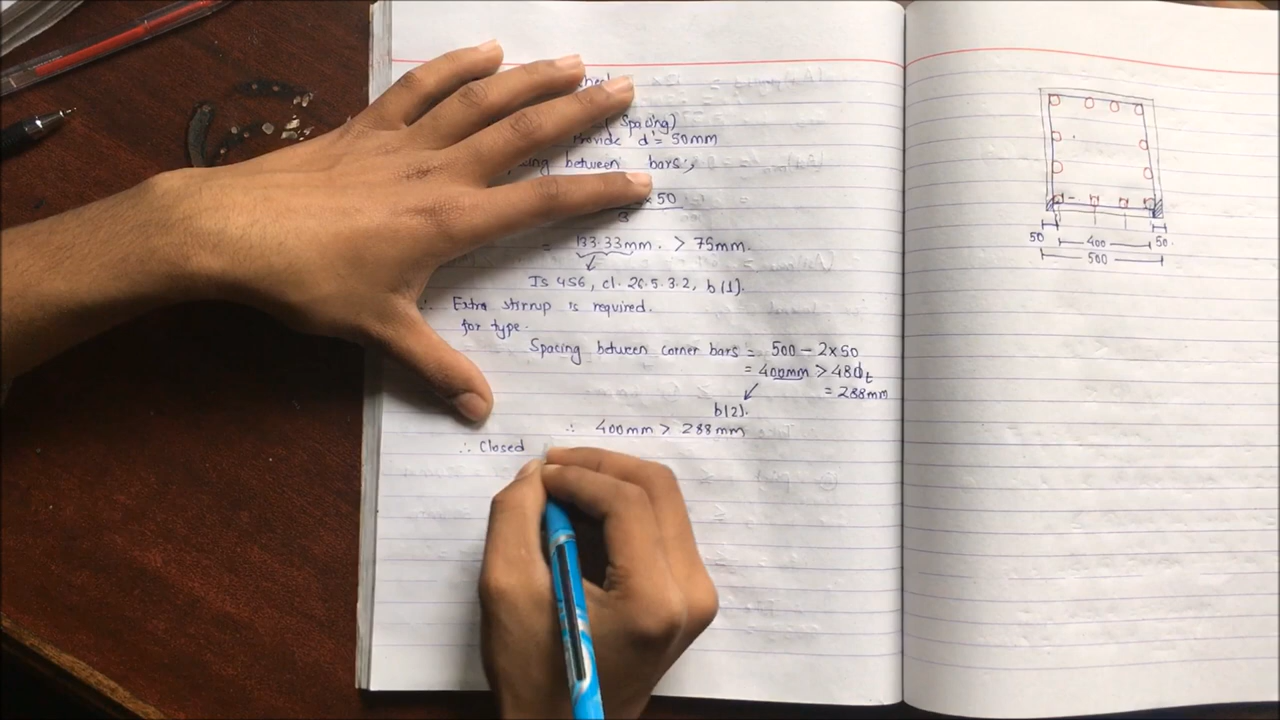 (Spacing)
Provide d' = 50mm
between bars,
× 50
3
= 133.33mm. > 75mm.
Is 456, cl. 26.5.3.2, b(1).
∴ Extra stirrup is required.
for type.
Spacing between corner bars = 500 - 2×50
= 400mm > 48ϕt
= 288mm
b(2).
∴ 400mm > 288mm
∴ Closed
50 400 50.
500